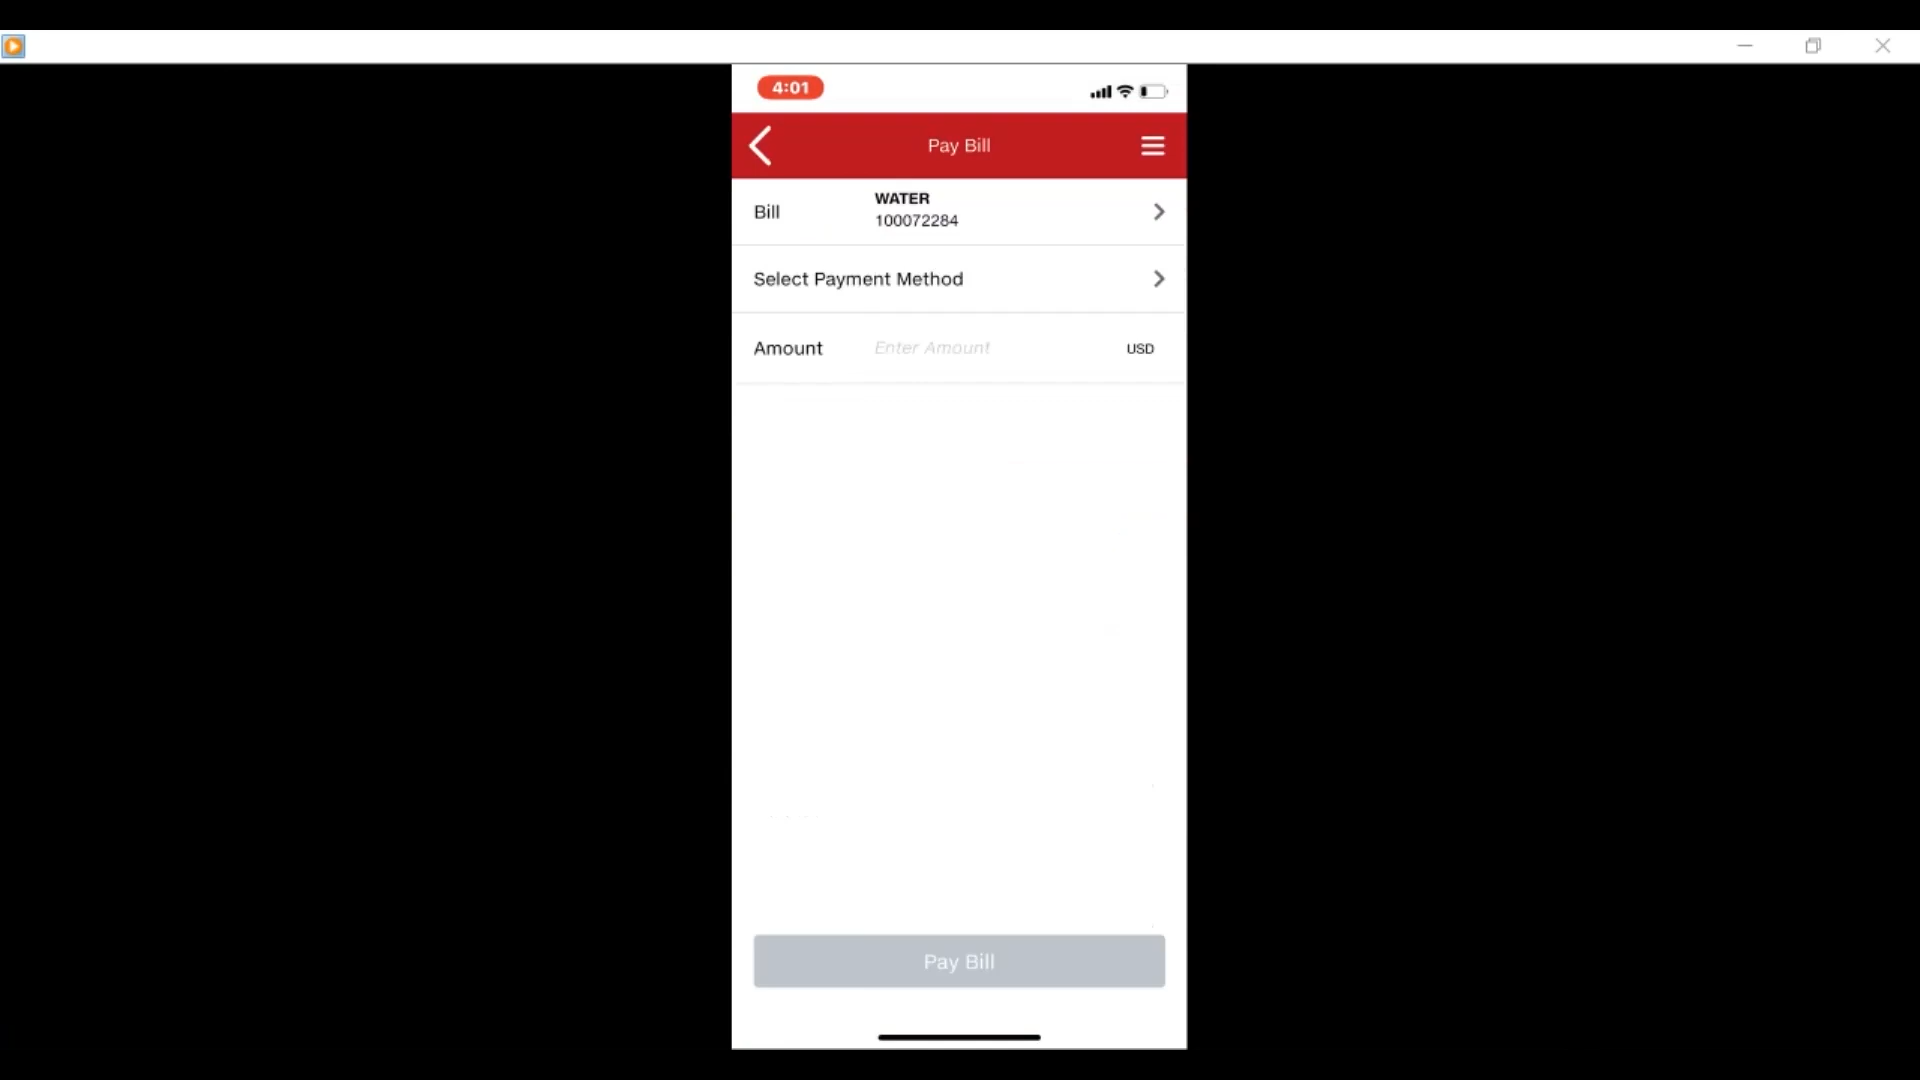 4:01
Pay Bill
Bill
WATER
100072284
Select Payment Method
Amount
Enter Amount
USD
Pay Bill